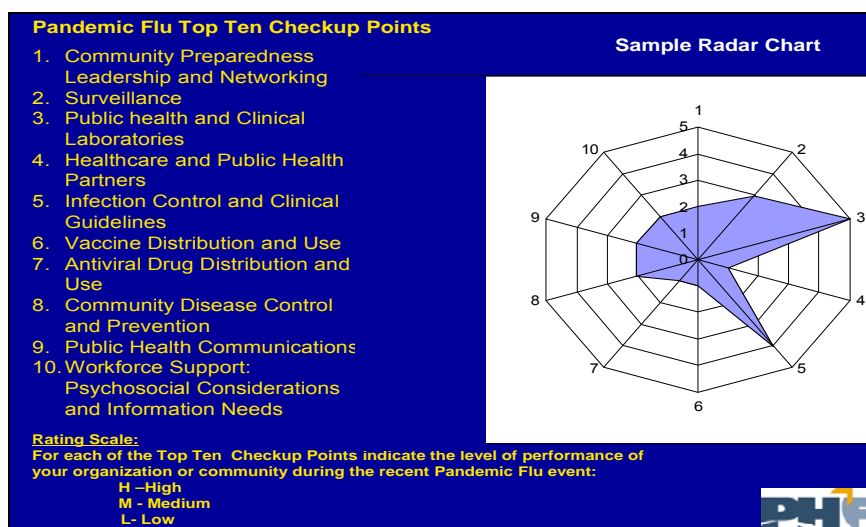 Pandemic Flu Top Ten Checkup Points
1. Community Preparedness
Leadership and Networking
2. Surveillance
3. Public health and Clinical
Laboratories
4. Healthcare and Public Health
Partners
5. Infection Control and Clinical
Guidelines
6. Vaccine Distribution and Use
7. Antiviral Drug Distribution and
Use
8. Community Disease Control
and Prevention
9. Public Health Communications
10. Workforce Support:
Psychosocial Considerations
and Information Needs
Sample Radar Chart
1
5
10
2
4
3
9
3
2
1
0
8
4
7
5
6
Rating Scale:
For each of the Top Ten Checkup Points indicate the level of performance of
your organization or community during the recent Pandemic Flu event:
H –High
M - Medium
L- Low